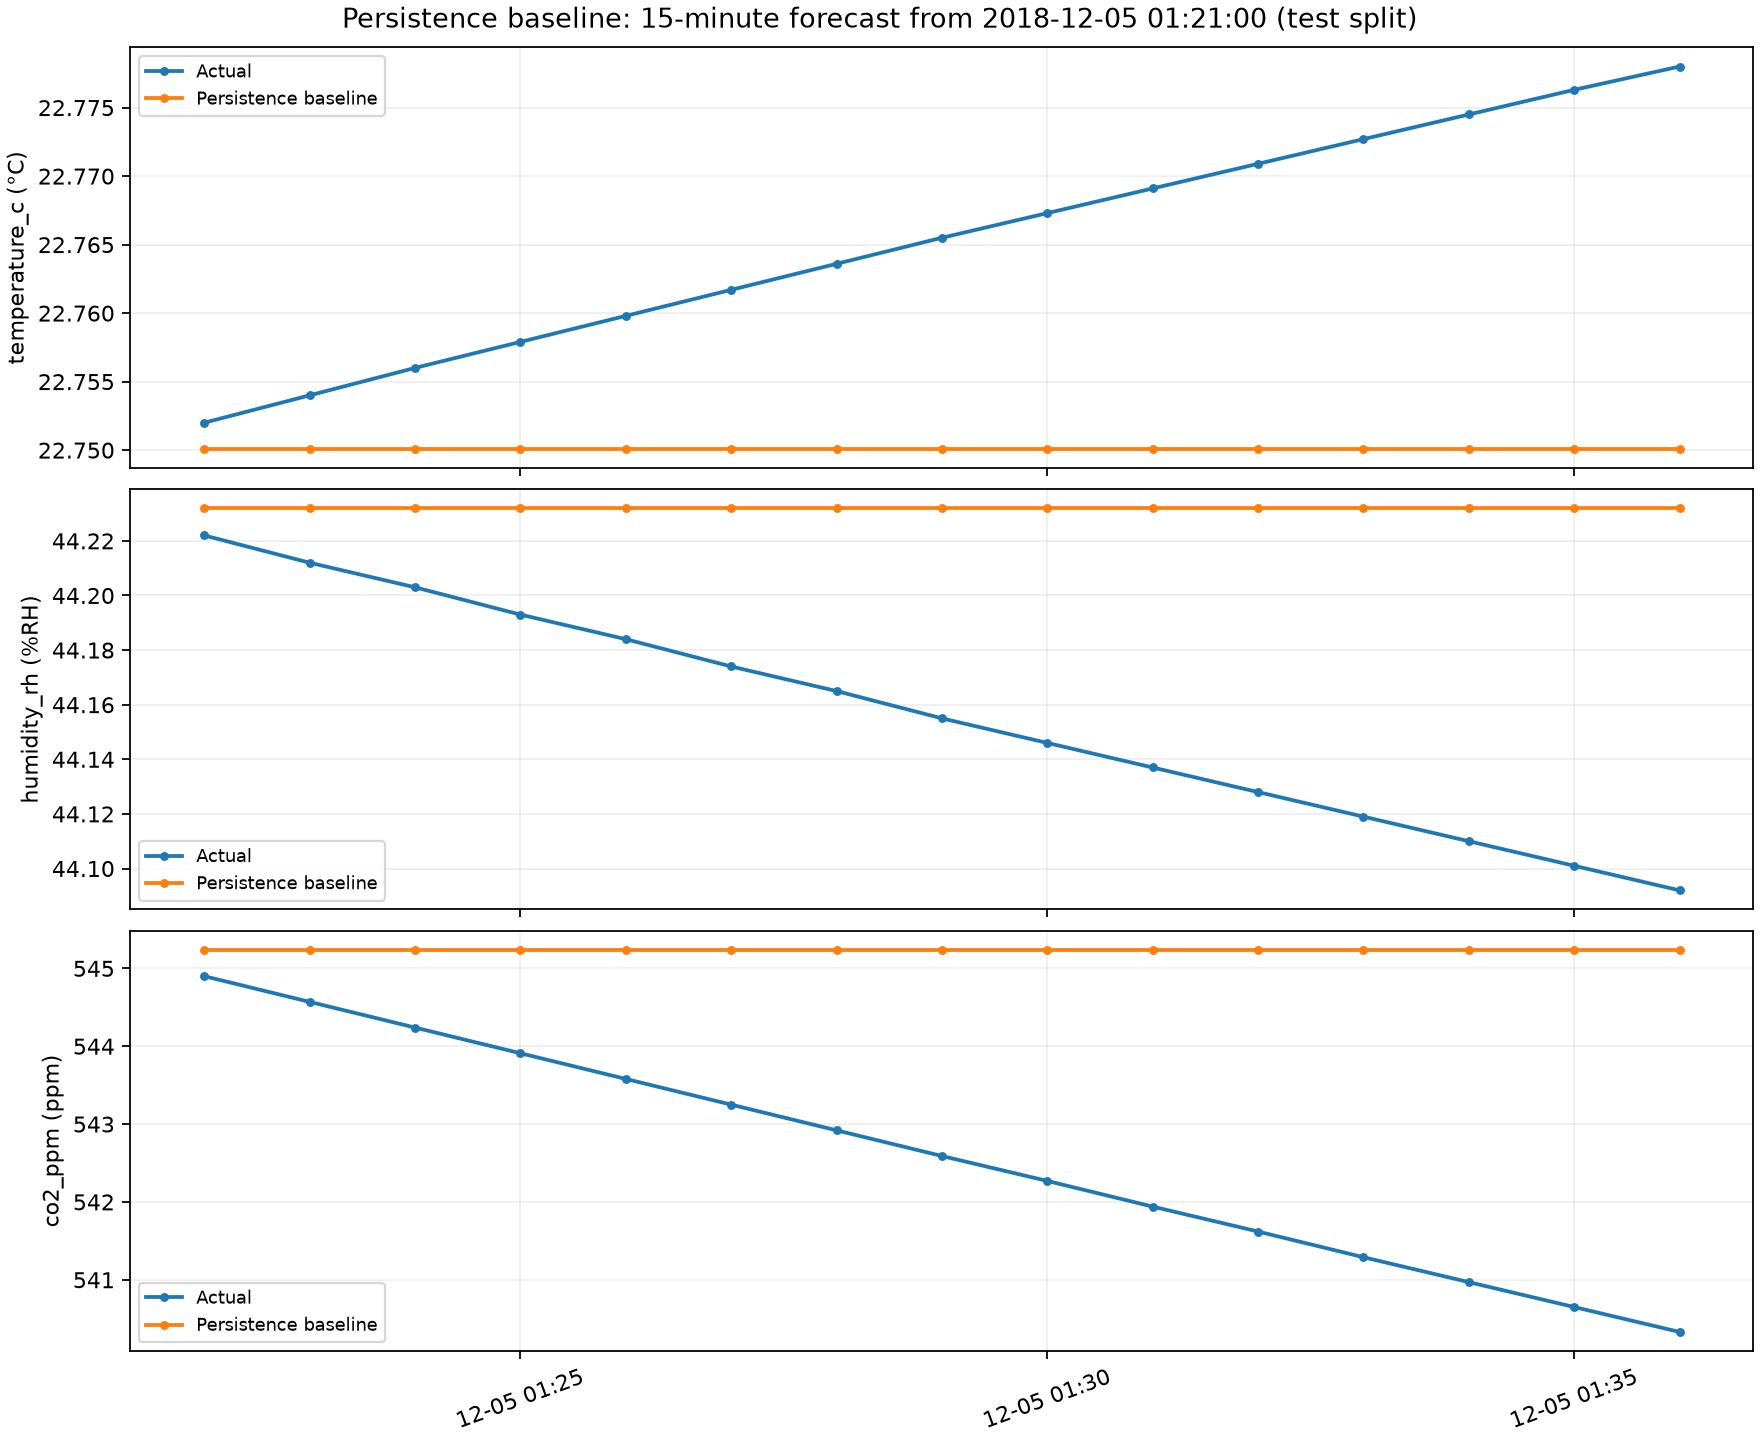 Persistence baseline: 15-minute forecast from 2018-12-05 01:21:00 (test split)
temperature_c (°C)
22.775
22.770
22.765
22.760
22.755
22.750
Actual
Persistence baseline
humidity_rh (%RH)
44.22
44.20
44.18
44.16
44.14
44.12
44.10
Actual
Persistence baseline
co2_ppm (ppm)
545
544
543
542
541
Actual
Persistence baseline
12-05 01:25
12-05 01:30
12-05 01:35